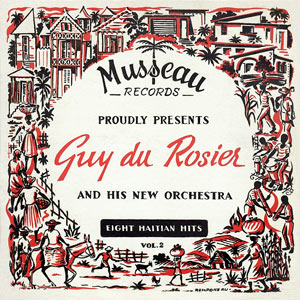 Musseau
RECORDS
PROUDLY PRESENTS
Guy du Rosier
AND HIS NEW ORCHESTRA
EIGHT HAITIAN HITS
VOL. 2